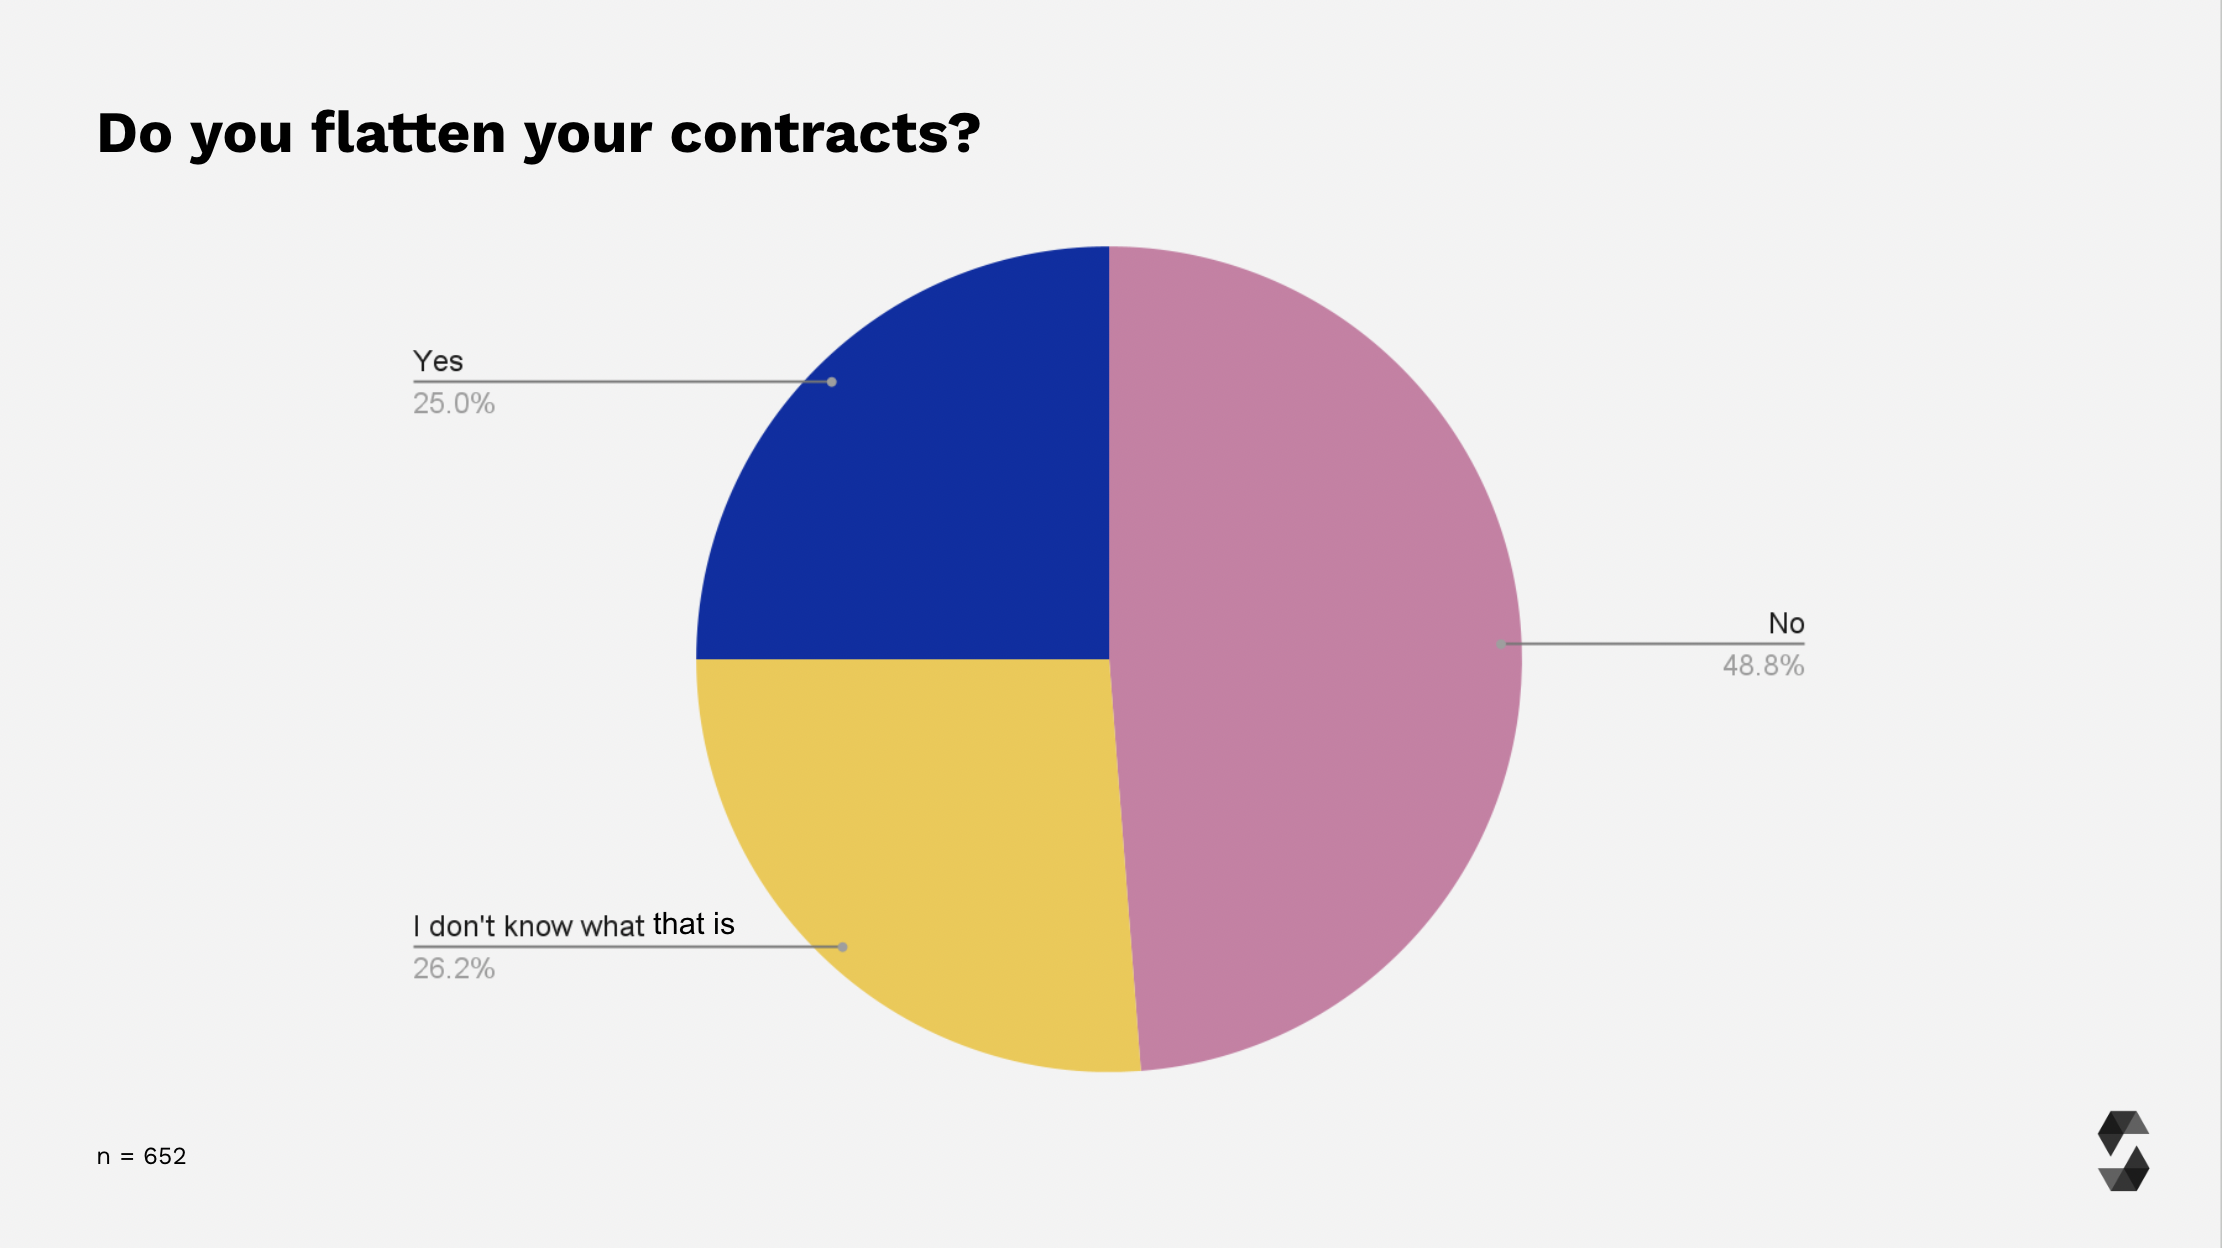 Do you flatten your contracts?
Yes
25.0%
No
48.8%
I don't know what that is
26.2%
n = 652